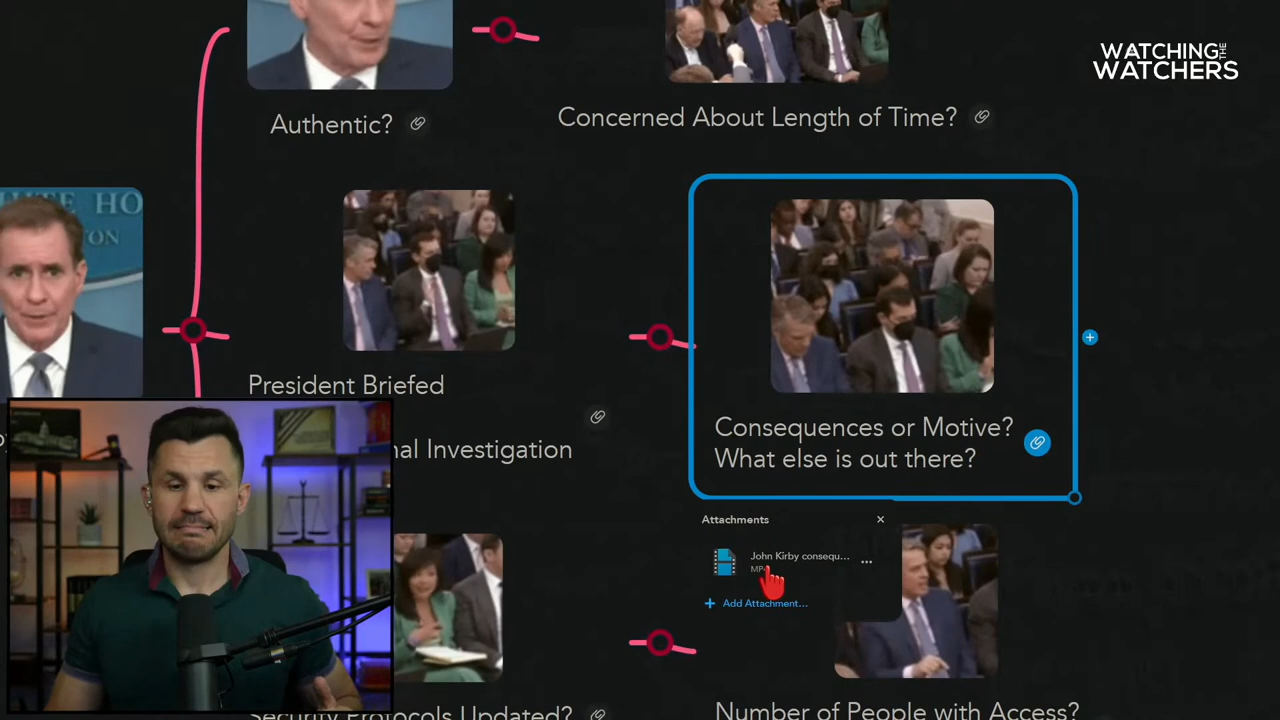 WATCHING THE
WATCHERS
Authentic?
Concerned About Length of Time?
President Briefed
nal Investigation
Consequences or Motive?
What else is out there?
Attachments
John Kirby consequ...
Add Attachment...
Security Protocols Updated?
Number of People with Access?